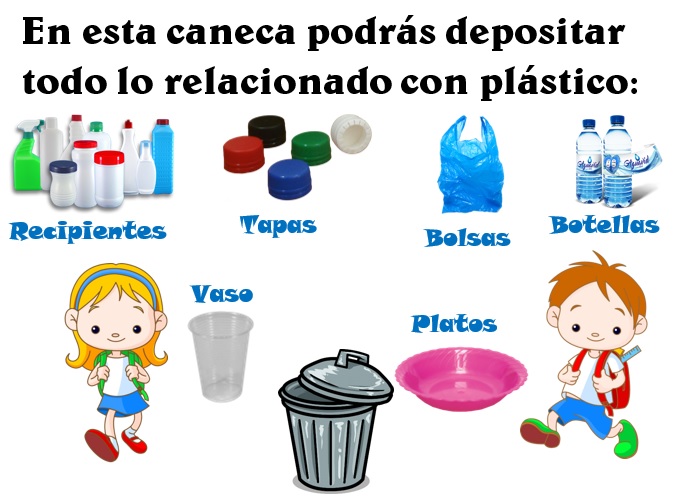 En esta caneca podrás depositar
todo lo relacionado con plástico:
Recipientes
Tapas
Bolsas
Botellas
Vaso
Platos